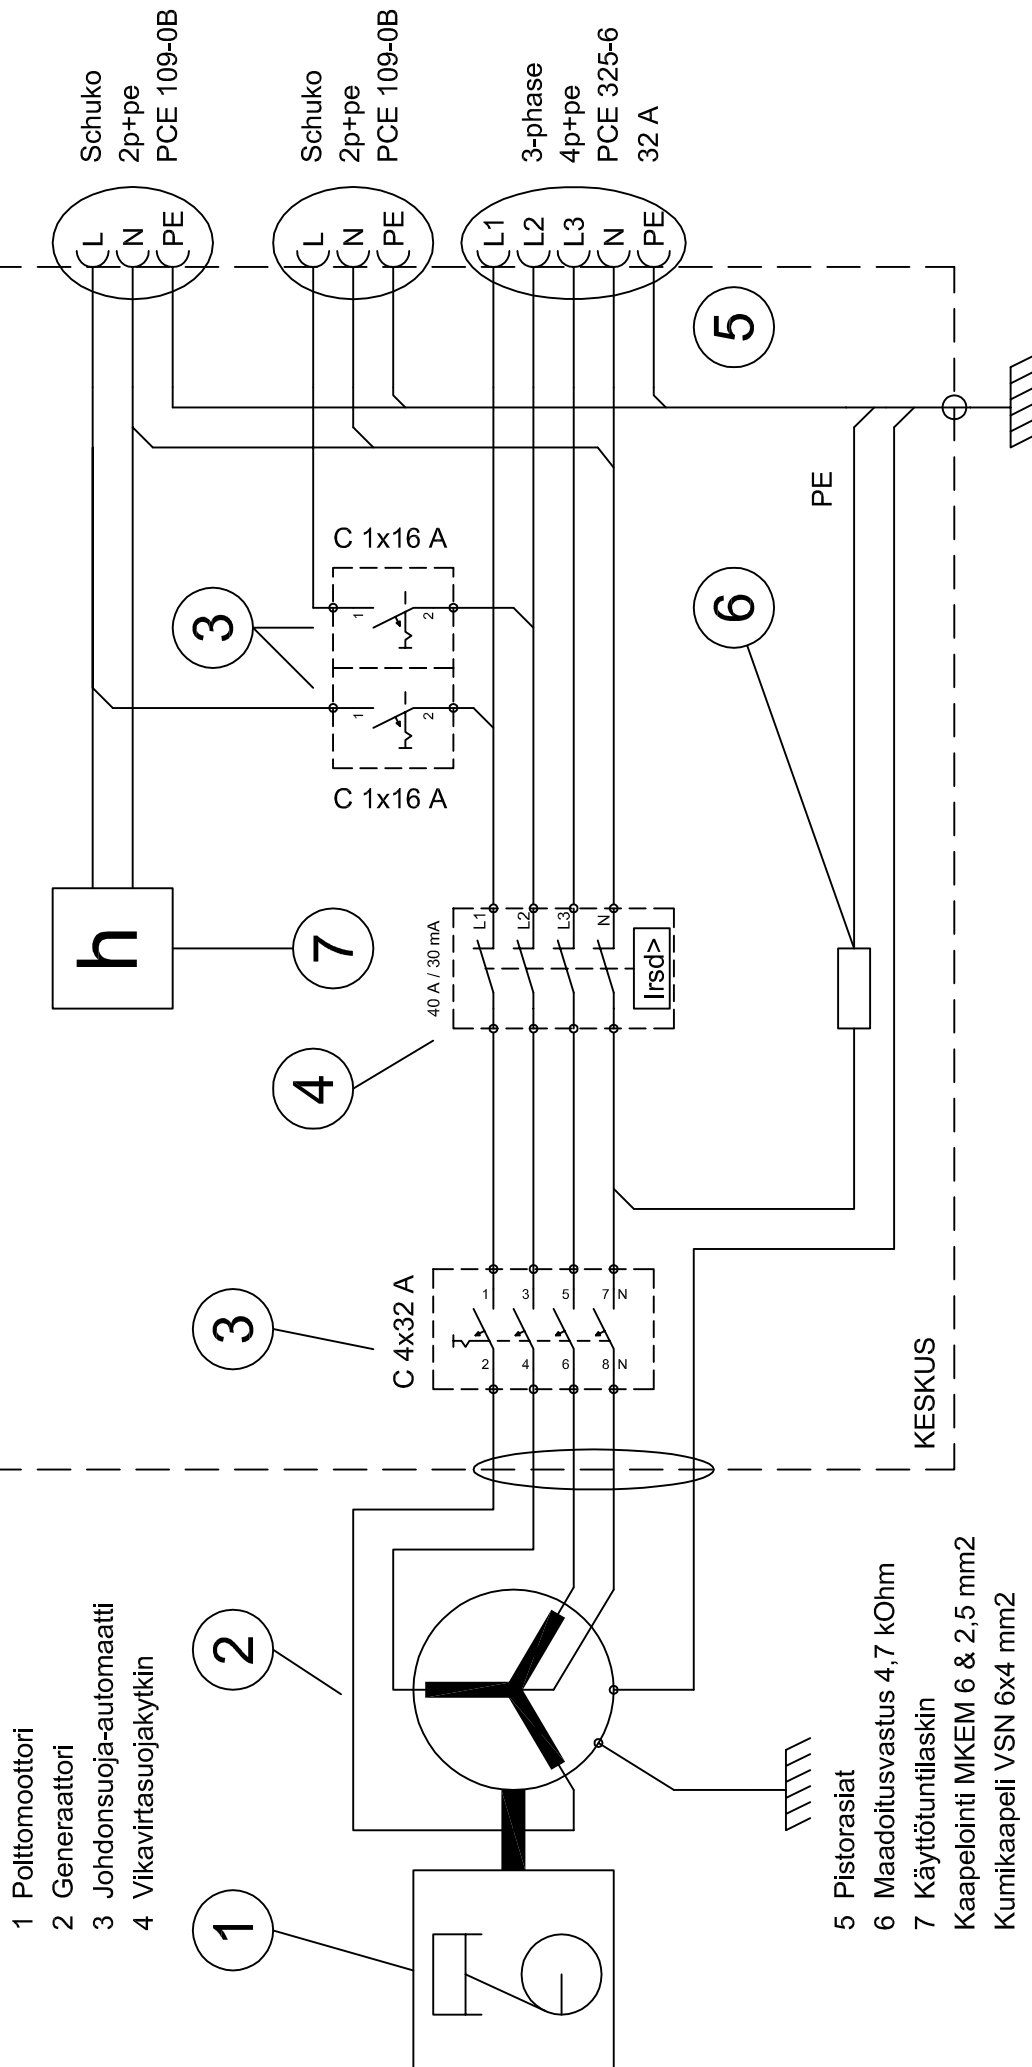 1 Polttomoottori
2 Generaattori
3 Johdonsuoja-automaatti
4 Vikavirtasuojakytkin
5 Pistorasiat
6 Maadoitusvastus 4,7 kOhm
7 Käyttötuntilaskin
Kaapelointi MKEM 6 & 2,5 mm2
Kumikaapeli VSN 6x4 mm2
1
2
3
C 4x32 A
1
3
5
7 N
2
4
6
8 N
KESKUS
4
40 A / 30 mA
L1
L2
L3
N
Irsd>
7
h
3
C 1x16 A
1
2
C 1x16 A
1
2
6
PE
5
L
N
PE
Schuko
2p+pe
PCE 109-0B
L
N
PE
Schuko
2p+pe
PCE 109-0B
L1
L2
L3
N
PE
3-phase
4p+pe
PCE 325-6
32 A